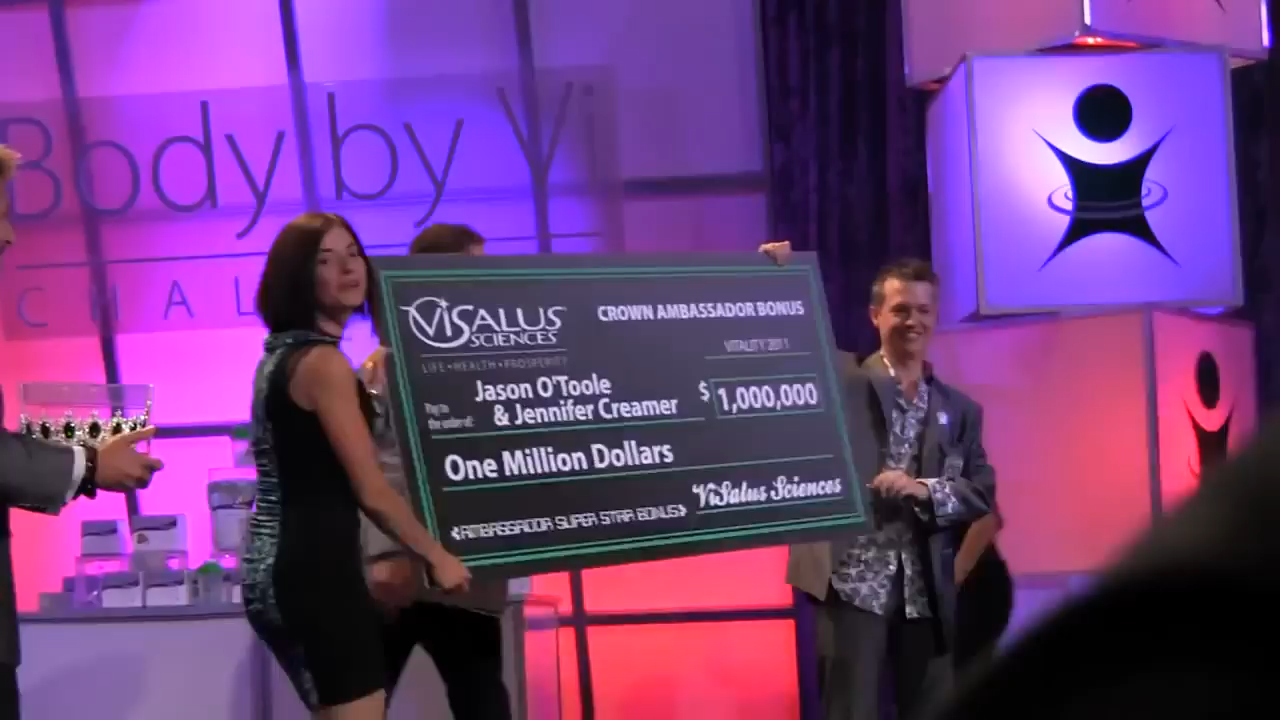 Body by V
CHAL
ViSALUS
SCIENCES
LIFE • HEALTH • PROSPERITY
CROWN AMBASSADOR BONUS
VITALITY 2011
Pay to
the order of:
Jason O'Toole
& Jennifer Creamer
$ 1,000,000
One Million Dollars
<AMBASSADOR SUPER STAR BONUS>
ViSalus Sciences